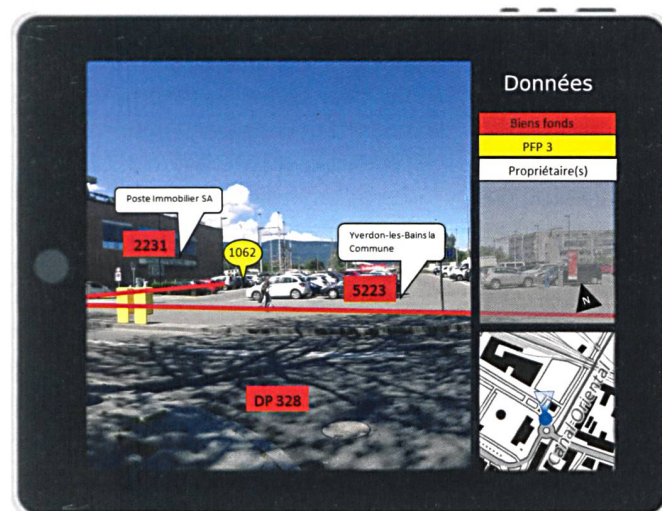 Données
Biens fonds
PFP 3
Propriétaire(s)
Poste Immobilier SA
2231
1062
Yverdon-les-Bains la
Commune
5223
DP 328
N
Canal-Oriental